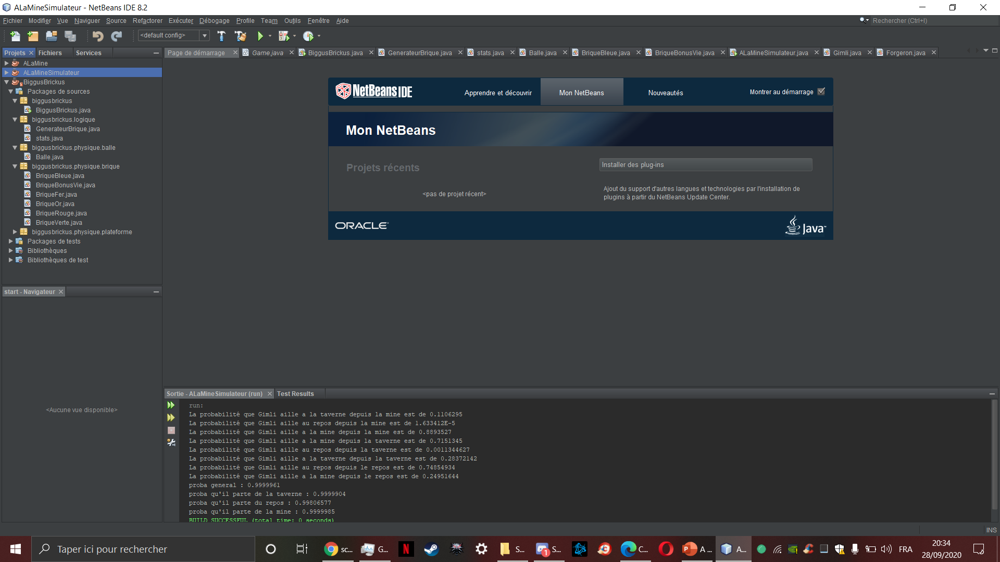 ALaMineSimulateur - NetBeans IDE 8.2
Fichier Modifier Vue Naviguer Source Refactorer Exécuter Débogage Profile Team Outils Fenêtre Aide
Rechercher (Ctrl+I)
<default config>
Projets Fichiers Services
Page de démarrage Game.java BiggusBrickus.java GenerateurBrique.java stats.java Balle.java BriqueBleue.java BriqueBonusVie.java ALaMineSimulateur.java Gimli.java Forgeron.java
ALaMine
ALaMineSimulateur
BiggusBrickus
Packages de sources
biggusbrickus
BiggusBrickus.java
biggusbrickus.logique
GenerateurBrique.java
stats.java
biggusbrickus.physique.balle
Balle.java
biggusbrickus.physique.brique
BriqueBleue.java
BriqueBonusVie.java
BriqueFer.java
BriqueOr.java
BriqueRouge.java
BriqueVerte.java
biggusbrickus.physique.plateforme
Packages de tests
Bibliothèques
Bibliothèques de test
start - Navigateur
<Aucune vue disponible>
NetBeans IDE
Apprendre et découvrir
Mon NetBeans
Nouveautés
Montrer au démarrage
Mon NetBeans
Projets récents
<pas de projet récent>
Installer des plug-ins
Ajout du support d'autres langues et technologies par l'installation de
plugins à partir du NetBeans Update Center.
ORACLE
Java
Sortie - ALaMineSimulateur (run) Test Results
run:
La probabilité que Gimli aille a la taverne depuis la mine est de 0.1106295
La probabilité que Gimli aille au repos depuis la mine est de 1.633412E-5
La probabilité que Gimli aille a la mine depuis la mine est de 0.8893527
La probabilité que Gimli aille a la mine depuis la taverne est de 0.7151345
La probabilité que Gimli aille au repos depuis la taverne est de 0.0011344627
La probabilité que Gimli aille a la taverne depuis la taverne est de 0.28372142
La probabilité que Gimli aille au repos depuis le repos est de 0.74854934
La probabilité que Gimli aille a la mine depuis le repos est de 0.24951644
proba general : 0.9999961
proba qu'il parte de la taverne : 0.9999904
proba qu'il parte du repos : 0.99806577
proba qu'il parte de la mine : 0.9999985
BUILD SUCCESSFUL (total time: 0 seconds)
INS
Taper ici pour rechercher
sc... G... S... S... C... A ... A...
FRA
20:34
28/09/2020